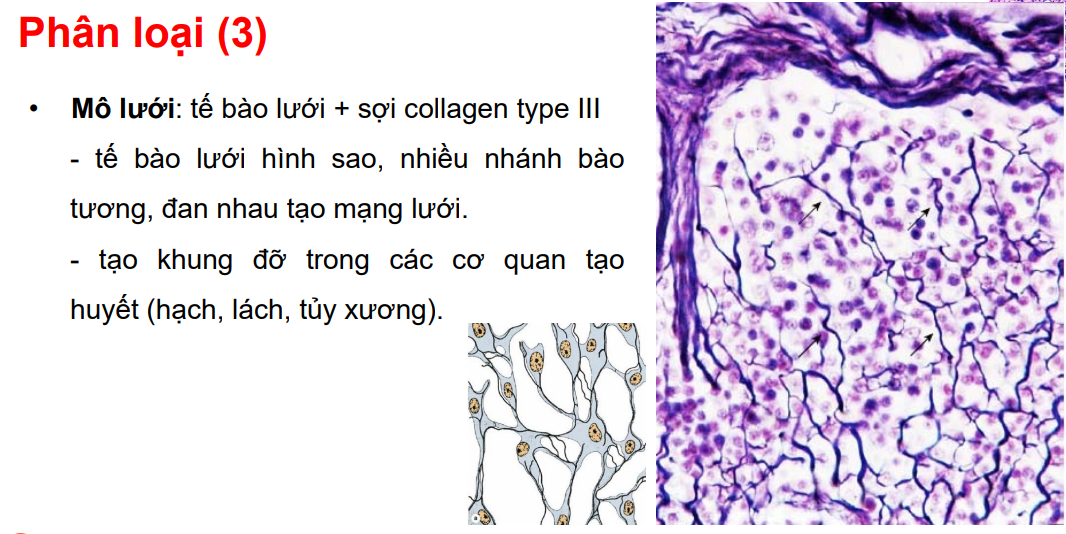 Phân loại (3)
• Mô lưới: tế bào lưới + sợi collagen type III
- tế bào lưới hình sao, nhiều nhánh bào
tương, đan nhau tạo mạng lưới.
- tạo khung đỡ trong các cơ quan tạo
huyết (hạch, lách, tủy xương).